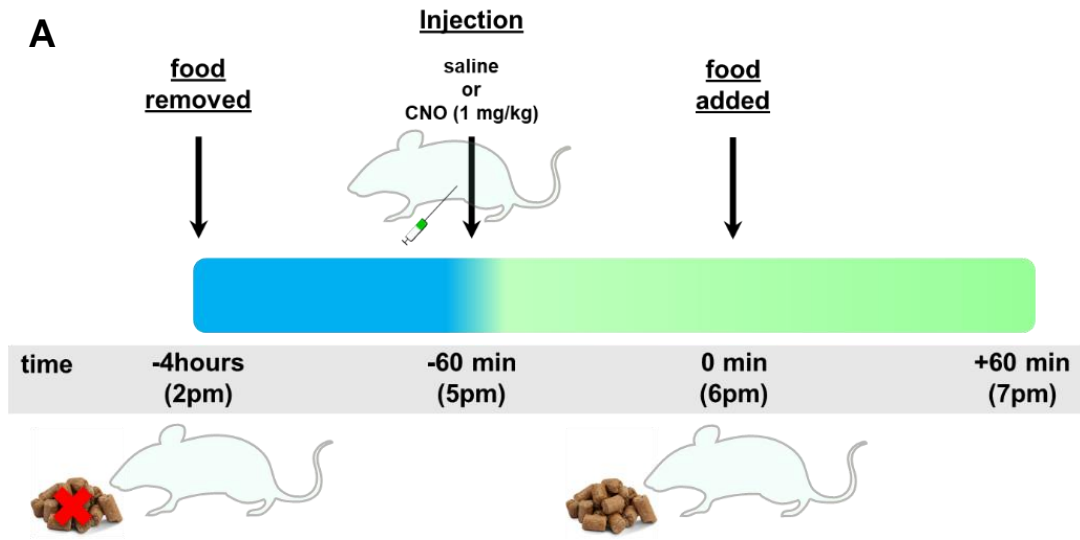 A
Injection
saline
or
CNO (1 mg/kg)
food
removed
food
added
time
-4hours
(2pm)
-60 min
(5pm)
0 min
(6pm)
+60 min
(7pm)